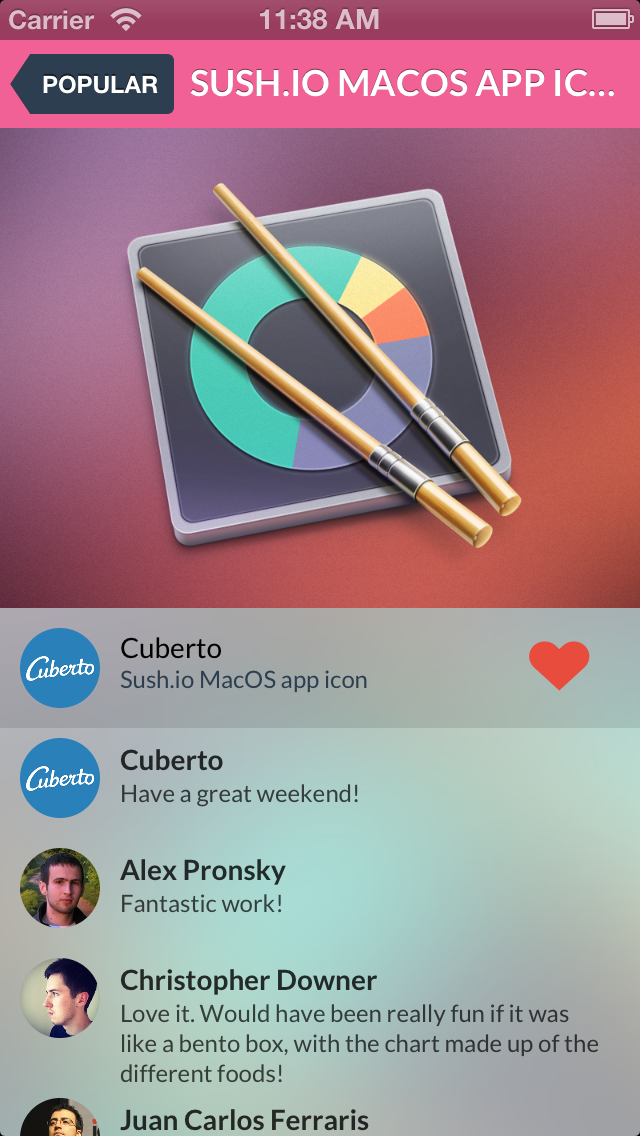 Carrier 11:38 AM
POPULAR SUSH.IO MACOS APP IC...
Cuberto
Cuberto
Sush.io MacOS app icon
Cuberto
Cuberto
Have a great weekend!
Alex Pronsky
Fantastic work!
Christopher Downer
Love it. Would have been really fun if it was
like a bento box, with the chart made up of the
different foods!
Juan Carlos Ferraris